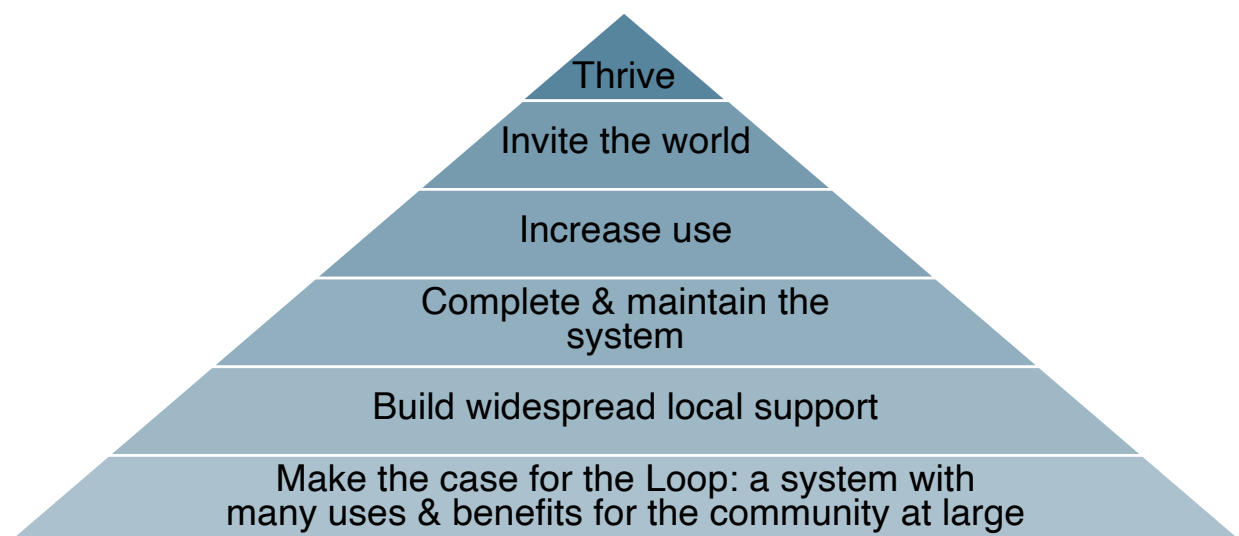 Thrive
Invite the world
Increase use
Complete & maintain the
system
Build widespread local support
Make the case for the Loop: a system with
many uses & benefits for the community at large